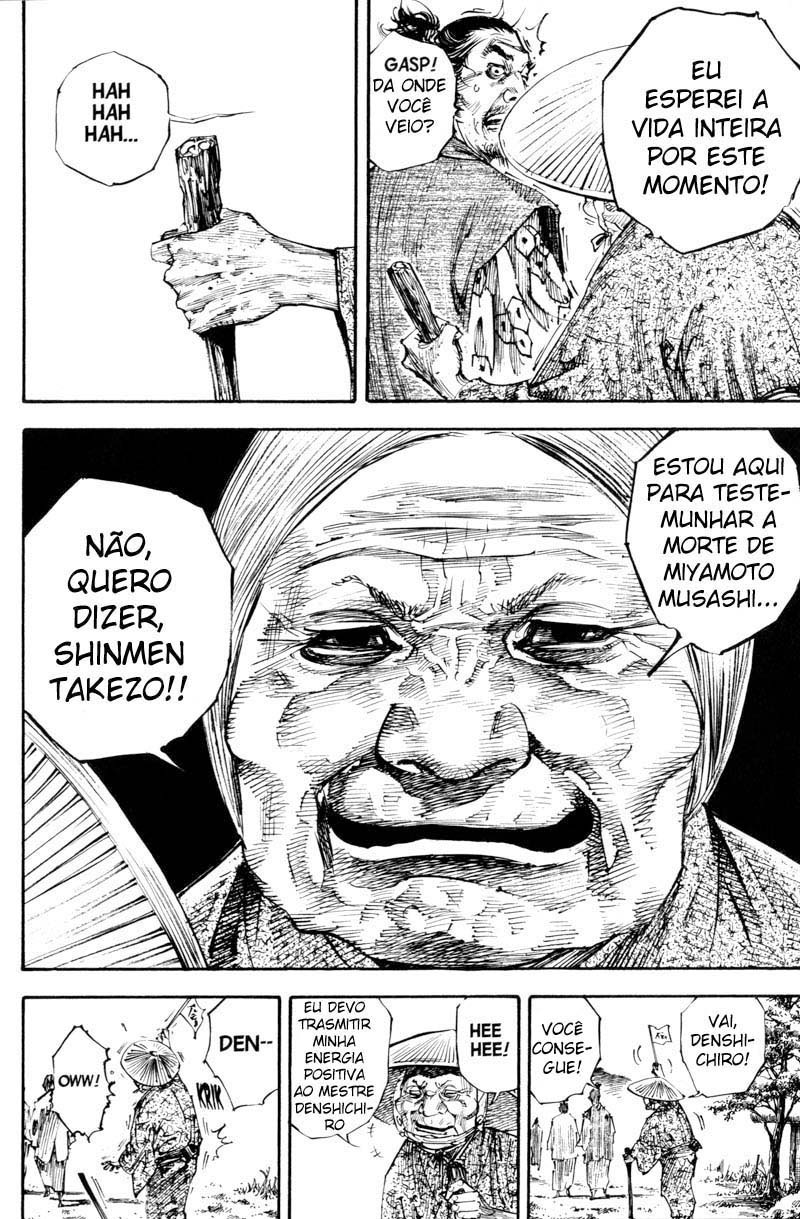 EU
ESPEREI A
VIDA INTEIRA
POR ESTE
MOMENTO!
GASP!
DA ONDE
VOCÊ
VEIO?
HAH
HAH
HAH...
ESTOU AQUI
PARA TESTE-
MUNHAR A
MORTE DE
MIYAMOTO
MUSASHI...
NÃO,
QUERO
DIZER,
SHINMEN
TAKEZO!!
VAI,
DENSHI-
CHIRO!
VOCÊ
CONSE-
GUE!
HEE
HEE!
EU DEVO
TRASMITIR
MINHA
ENERGIA
POSITIVA
AO MESTRE
DENSHICHI-
RO
DEN--
KRIK
OWW!